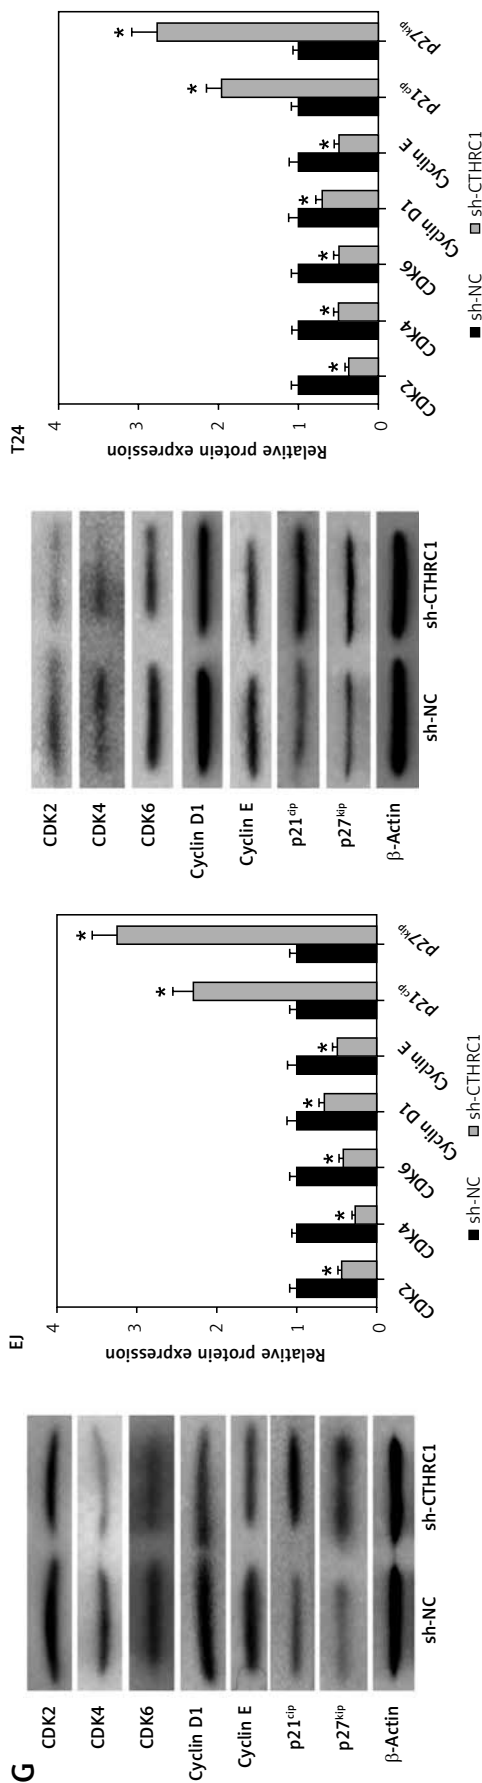 G
CDK2
CDK4
CDK6
Cyclin D1
Cyclin E
p21cip
p27kip
β-Actin
sh-NC sh-CTHRC1
EJ
Relative protein expression
4
3
2
1
0
* * * * * * *
CDK2 CDK4 CDK6 Cyclin D1 Cyclin E p21cip p27kip
sh-NC sh-CTHRC1
CDK2
CDK4
CDK6
Cyclin D1
Cyclin E
p21cip
p27kip
β-Actin
sh-NC sh-CTHRC1
T24
Relative protein expression
4
3
2
1
0
* * * * * * *
CDK2 CDK4 CDK6 Cyclin D1 Cyclin E p21cip p27kip
sh-NC sh-CTHRC1